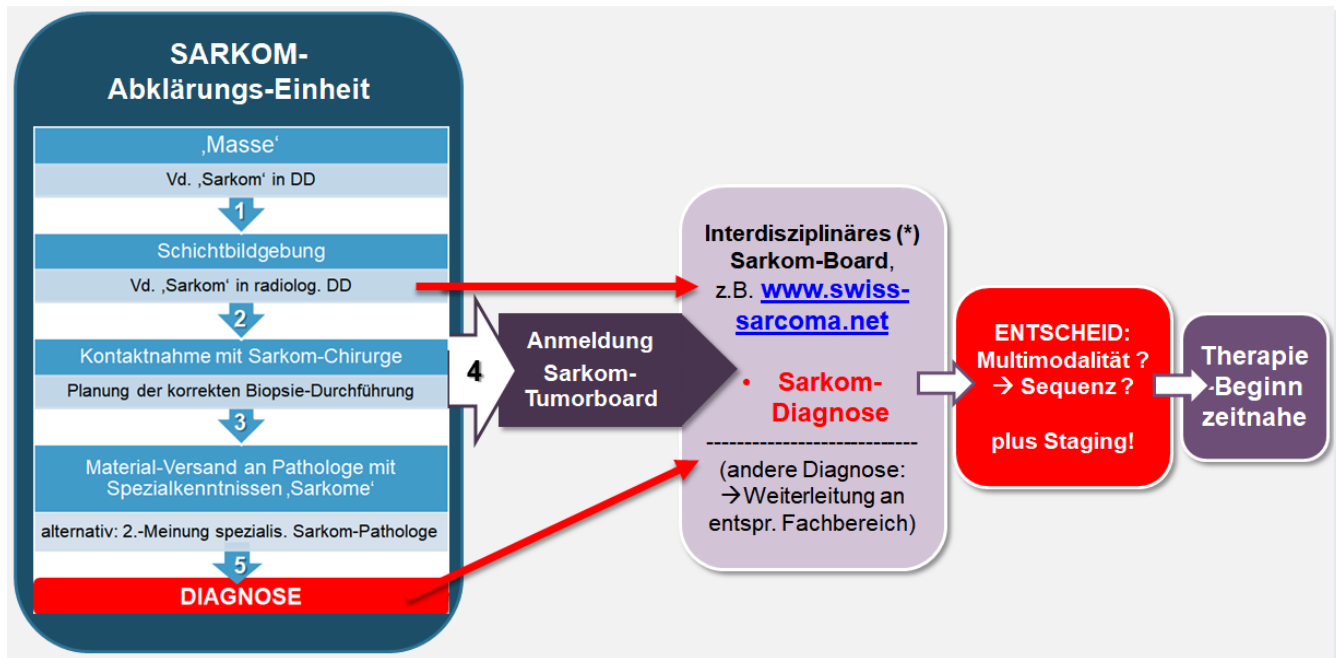 SARKOM-
Abklärungs-Einheit
‚Masse‘
Vd. ‚Sarkom‘ in DD
1
Schichtbildgebung
Vd. ‚Sarkom‘ in radiolog. DD
2
Kontaktnahme mit Sarkom-Chirurge
Planung der korrekten Biopsie-Durchführung
3
Material-Versand an Pathologe mit
Spezialkenntnissen ‚Sarkome‘
alternativ: 2.-Meinung spezialis. Sarkom-Pathologe
5
DIAGNOSE
4
Anmeldung
Sarkom-
Tumorboard
Interdisziplinäres (*)
Sarkom-Board,
z.B. www.swiss-
sarcoma.net
• Sarkom-
Diagnose
----------------------------
(andere Diagnose:
→Weiterleitung an
entspr. Fachbereich)
ENTSCHEID:
Multimodalität ?
→ Sequenz ?
plus Staging!
Therapie
-Beginn
zeitnahe